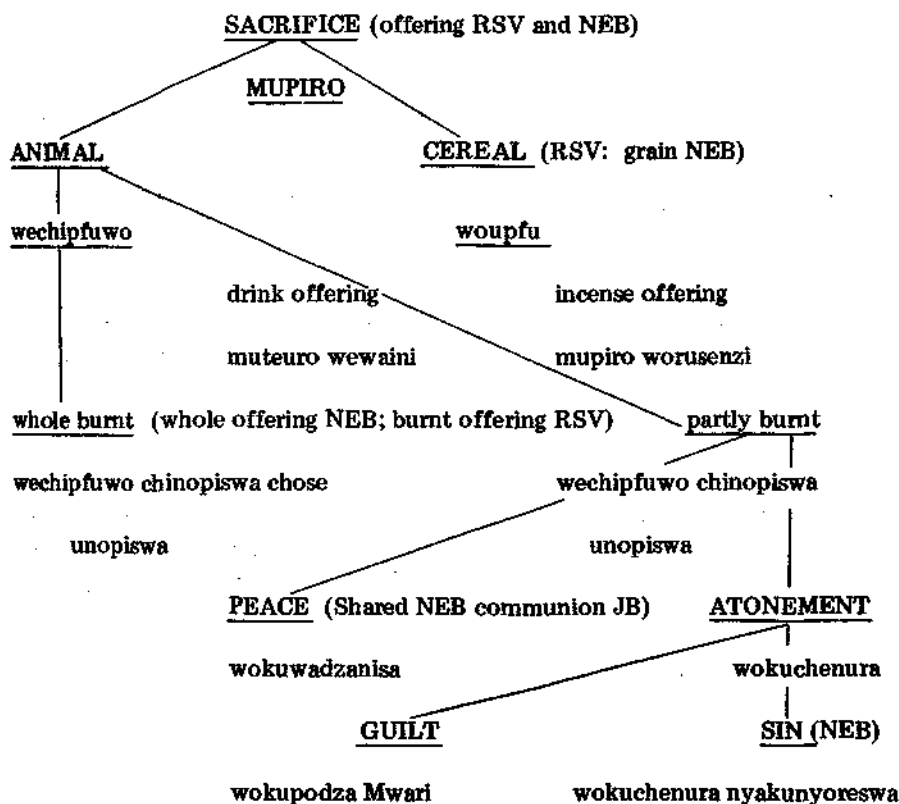 SACRIFICE (offering RSV and NEB)
MUPIRO
ANIMAL CEREAL (RSV: grain NEB)
wechipfuwo woupfu
drink offering incense offering
muteuro wewaini mupiro worusenzi
whole burnt (whole offering NEB; burnt offering RSV) partly burnt
wechipfuwo chinopiswa chose wechipfuwo chinopiswa
unopiswa unopiswa
PEACE (Shared NEB communion JB) ATONEMENT
wokuwadzanisa wokuchenura
GUILT SIN (NEB)
wokupodza Mwari wokuchenura nyakunyoreswa